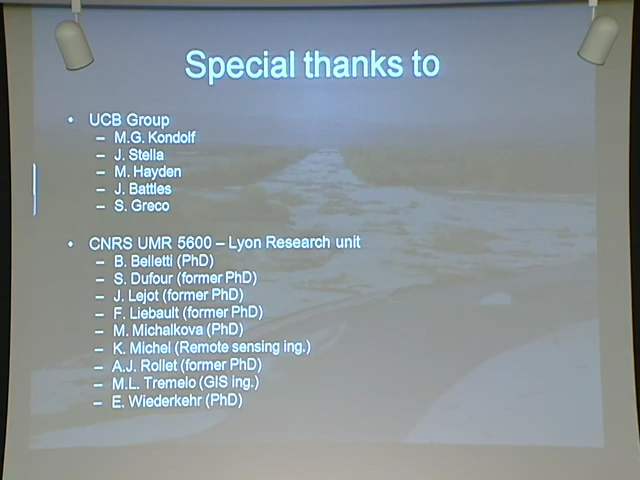 Special thanks to
• UCB Group
– M.G. Kondolf
– J. Stella
– M. Hayden
– J. Battles
– S. Greco
• CNRS UMR 5600 – Lyon Research unit
– B. Belletti (PhD)
– S. Dufour (former PhD)
– J. Lejot (former PhD)
– F. Liebault (former PhD)
– M. Michalkova (PhD)
– K. Michel (Remote sensing ing.)
– A.J. Rollet (former PhD)
– M.L. Tremelo (GIS ing.)
– E. Wiederkehr (PhD)